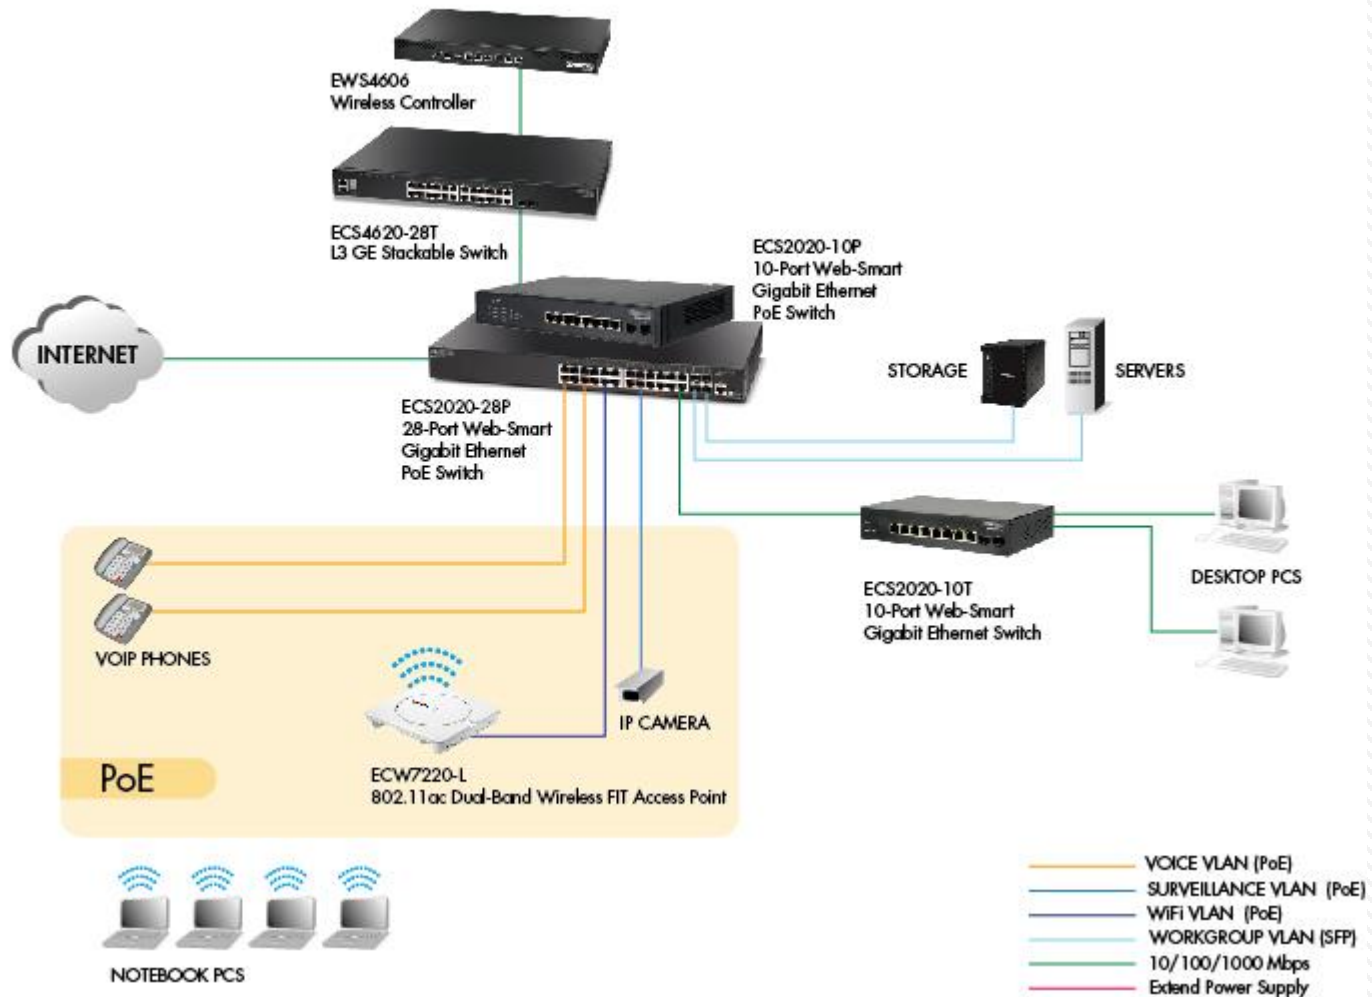 EWS4606
Wireless Controller
ECS4620-28T
L3 GE Stackable Switch
ECS2020-10P
10-Port Web-Smart
Gigabit Ethernet
PoE Switch
INTERNET
STORAGE
SERVERS
ECS2020-28P
28-Port Web-Smart
Gigabit Ethernet
PoE Switch
DESKTOP PCS
ECS2020-10T
10-Port Web-Smart
Gigabit Ethernet Switch
VOIP PHONES
IP CAMERA
ECW7220-L
802.11ac Dual-Band Wireless FIT Access Point
PoE
NOTEBOOK PCS
VOICE VLAN (PoE)
SURVEILLANCE VLAN (PoE)
WiFi VLAN (PoE)
WORKGROUP VLAN (SFP)
10/100/1000 Mbps
Extend Power Supply